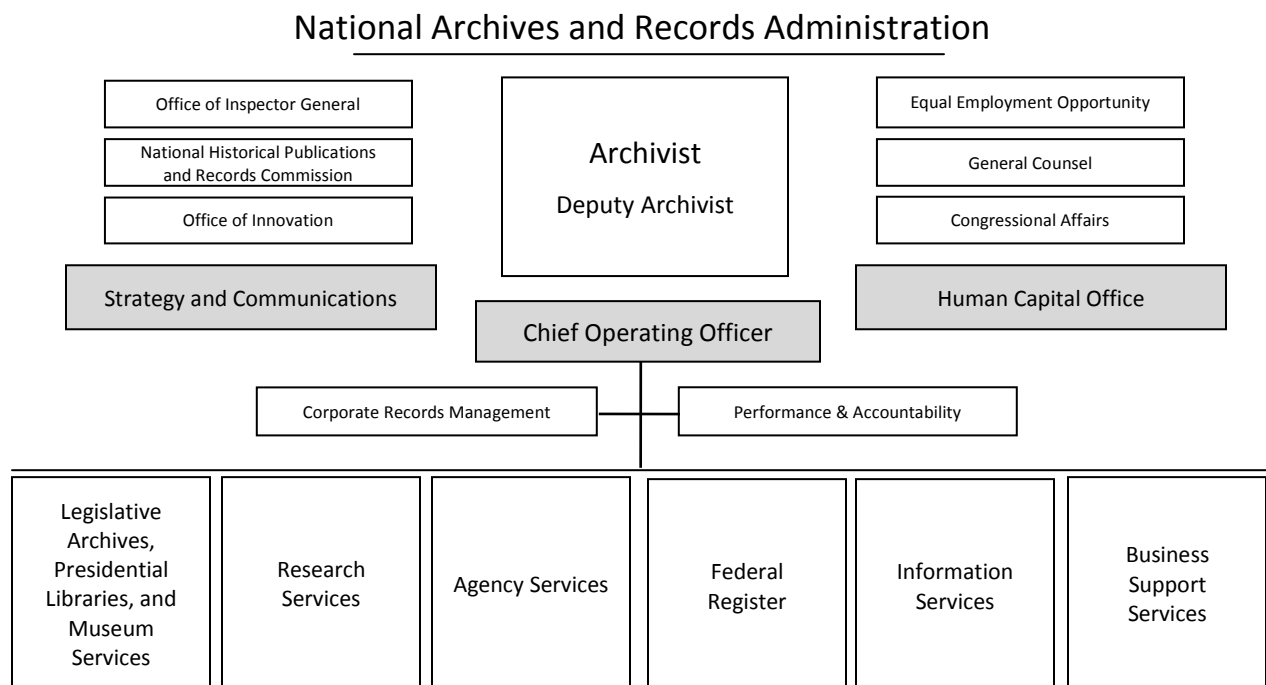 National Archives and Records Administration
Office of Inspector General
National Historical Publications
and Records Commission
Office of Innovation
Strategy and Communications
Archivist
Deputy Archivist
Equal Employment Opportunity
General Counsel
Congressional Affairs
Human Capital Office
Chief Operating Officer
Corporate Records Management
Performance & Accountability
Legislative
Archives,
Presidential
Libraries, and
Museum
Services
Research
Services
Agency Services
Federal
Register
Information
Services
Business
Support
Services